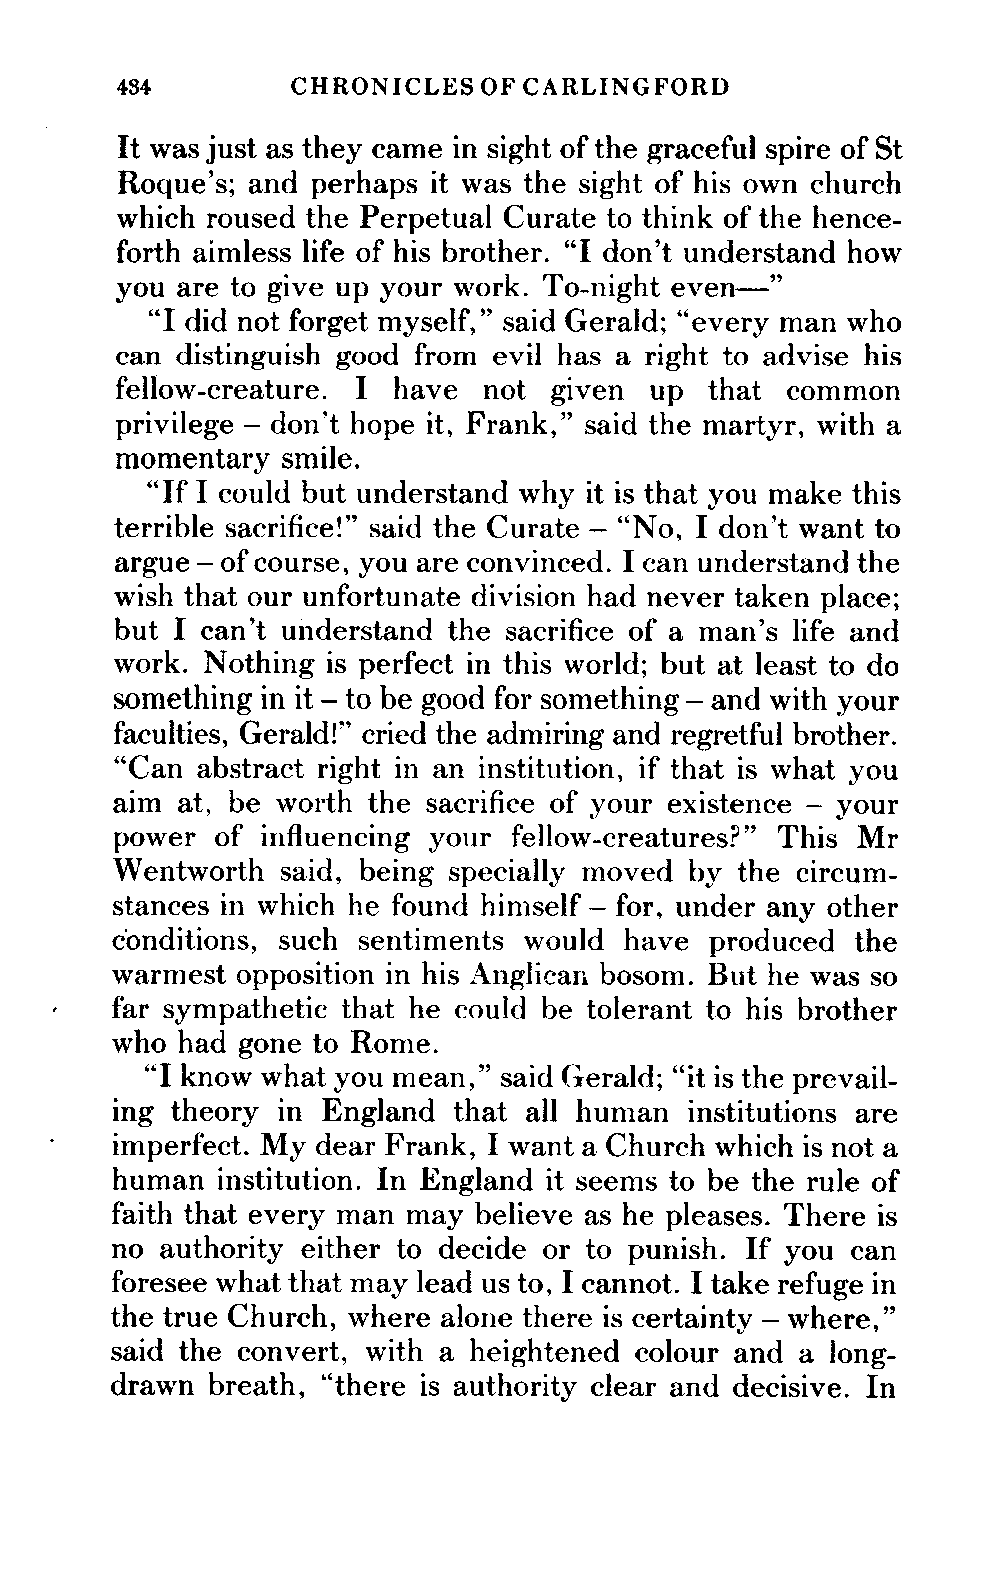 484 CHRONICLES OF CARLINGFORD
It was just as they came in sight of the graceful spire of St
Roque's; and perhaps it was the sight of his own church
which roused the Perpetual Curate to think of the hence-
forth aimless life of his brother. “I don't understand how
you are to give up your work. To-night even—”
“I did not forget myself,” said Gerald; “every man who
can distinguish good from evil has a right to advise his
fellow-creature. I have not given up that common
privilege – don't hope it, Frank,” said the martyr, with a
momentary smile.
“If I could but understand why it is that you make this
terrible sacrifice!” said the Curate – “No, I don't want to
argue – of course, you are convinced. I can understand the
wish that our unfortunate division had never taken place;
but I can't understand the sacrifice of a man's life and
work. Nothing is perfect in this world; but at least to do
something in it – to be good for something – and with your
faculties, Gerald!” cried the admiring and regretful brother.
“Can abstract right in an institution, if that is what you
aim at, be worth the sacrifice of your existence – your
power of influencing your fellow-creatures?” This Mr
Wentworth said, being specially moved by the circum-
stances in which he found himself – for, under any other
conditions, such sentiments would have produced the
warmest opposition in his Anglican bosom. But he was so
far sympathetic that he could be tolerant to his brother
who had gone to Rome.
“I know what you mean,” said Gerald; “it is the prevail-
ing theory in England that all human institutions are
imperfect. My dear Frank, I want a Church which is not a
human institution. In England it seems to be the rule of
faith that every man may believe as he pleases. There is
no authority either to decide or to punish. If you can
foresee what that may lead us to, I cannot. I take refuge in
the true Church, where alone there is certainty – where,”
said the convert, with a heightened colour and a long-
drawn breath, “there is authority clear and decisive. In